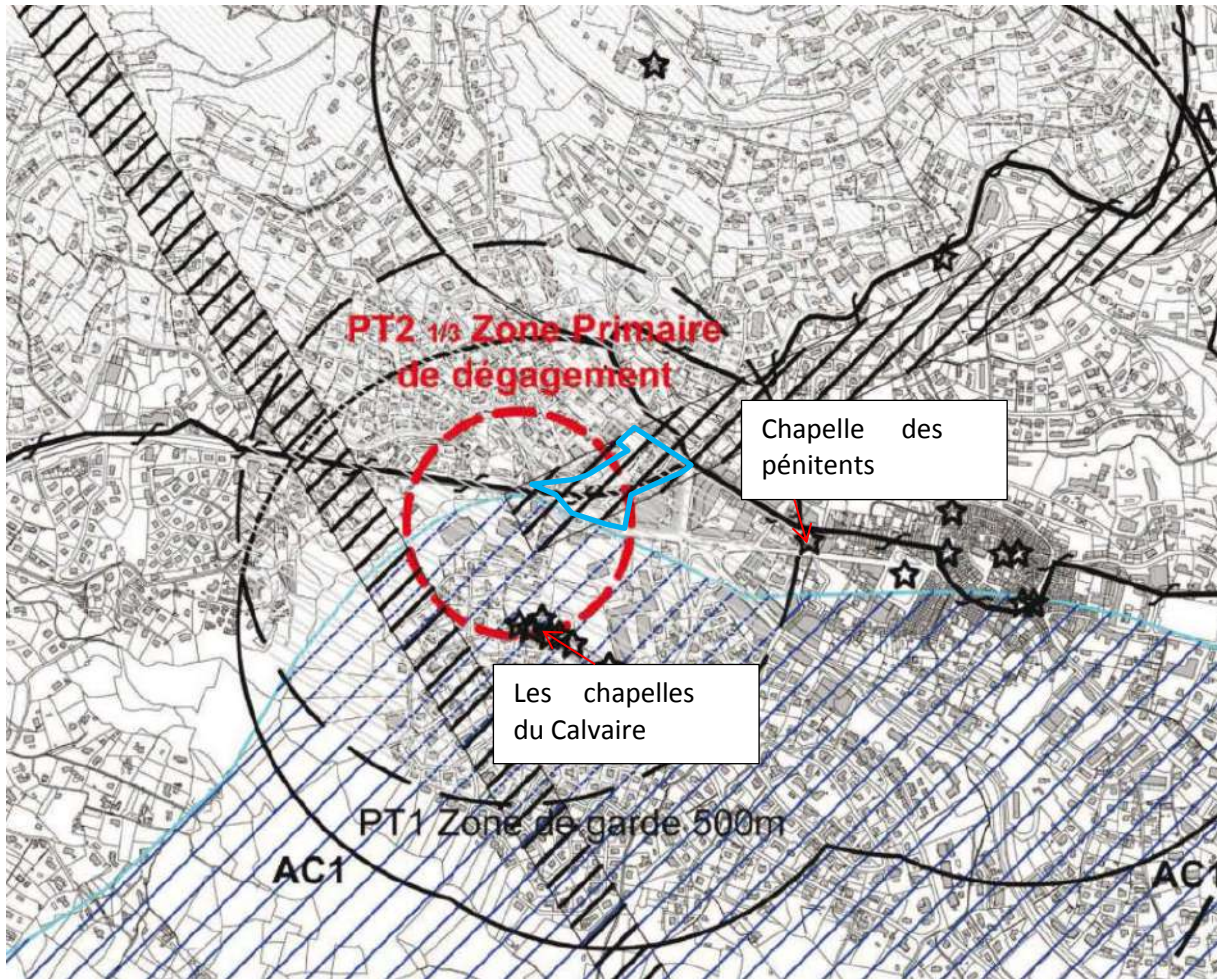 A
PT2 1/3 Zone Primaire
de dégagement
Chapelle des
pénitents
Les chapelles
du Calvaire
PT1 Zone de garde 500m
AC1
AC1